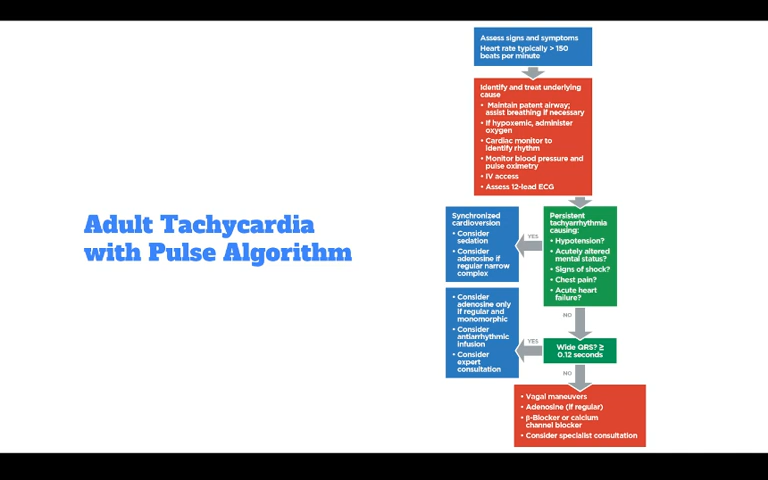 Adult Tachycardia
with Pulse Algorithm
Assess signs and symptoms
Heart rate typically > 150
beats per minute
Identify and treat underlying
cause
• Maintain patent airway;
assist breathing if necessary
• If hypoxemic, administer
oxygen
• Cardiac monitor to
identify rhythm
• Monitor blood pressure and
pulse oximetry
• IV access
• Assess 12-lead ECG
Synchronized
cardioversion
• Consider
sedation
• Consider
adenosine if
regular narrow
complex
YES
Persistent
tachyarrhythmia
causing:
• Hypotension?
• Acutely altered
mental status?
• Signs of shock?
• Chest pain?
• Acute heart
failure?
NO
• Consider
adenosine only
if regular and
monomorphic
• Consider
antiarrhythmic
infusion
• Consider
expert
consultation
YES
Wide QRS? ≥
0.12 seconds
NO
• Vagal maneuvers
• Adenosine (if regular)
• β-Blocker or calcium
channel blocker
• Consider specialist consultation